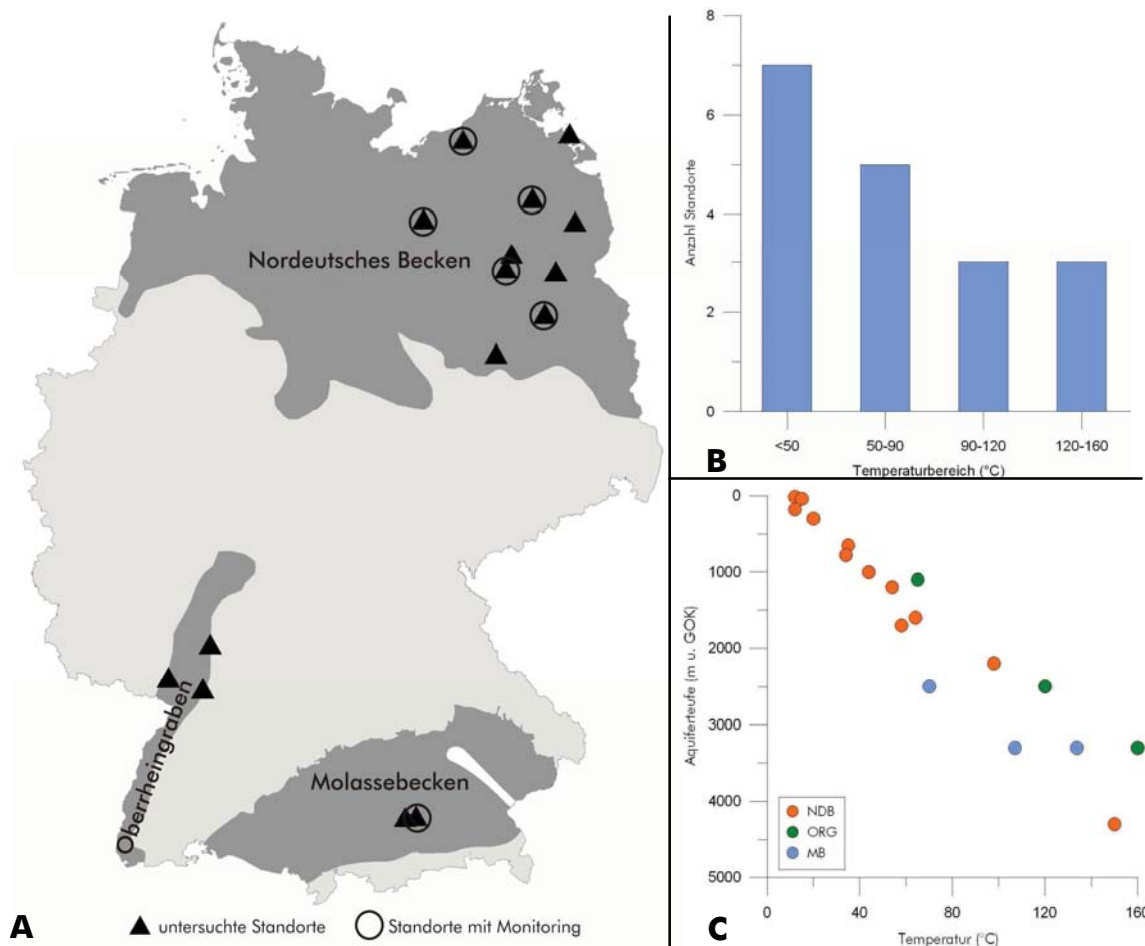 Nordeutsches Becken
Oberrheingraben
Molassebecken
A
untersuchte Standorte
Standorte mit Monitoring
8
6
4
2
0
Anzahl Standorte
<50 50-90 90-120 120-160
Temperaturbereich (°C)
B
0
1000
2000
3000
4000
5000
Aquiferteufe (m u. GOK)
NDB
ORG
MB
0 40 80 120 160
Temperatur (°C)
C